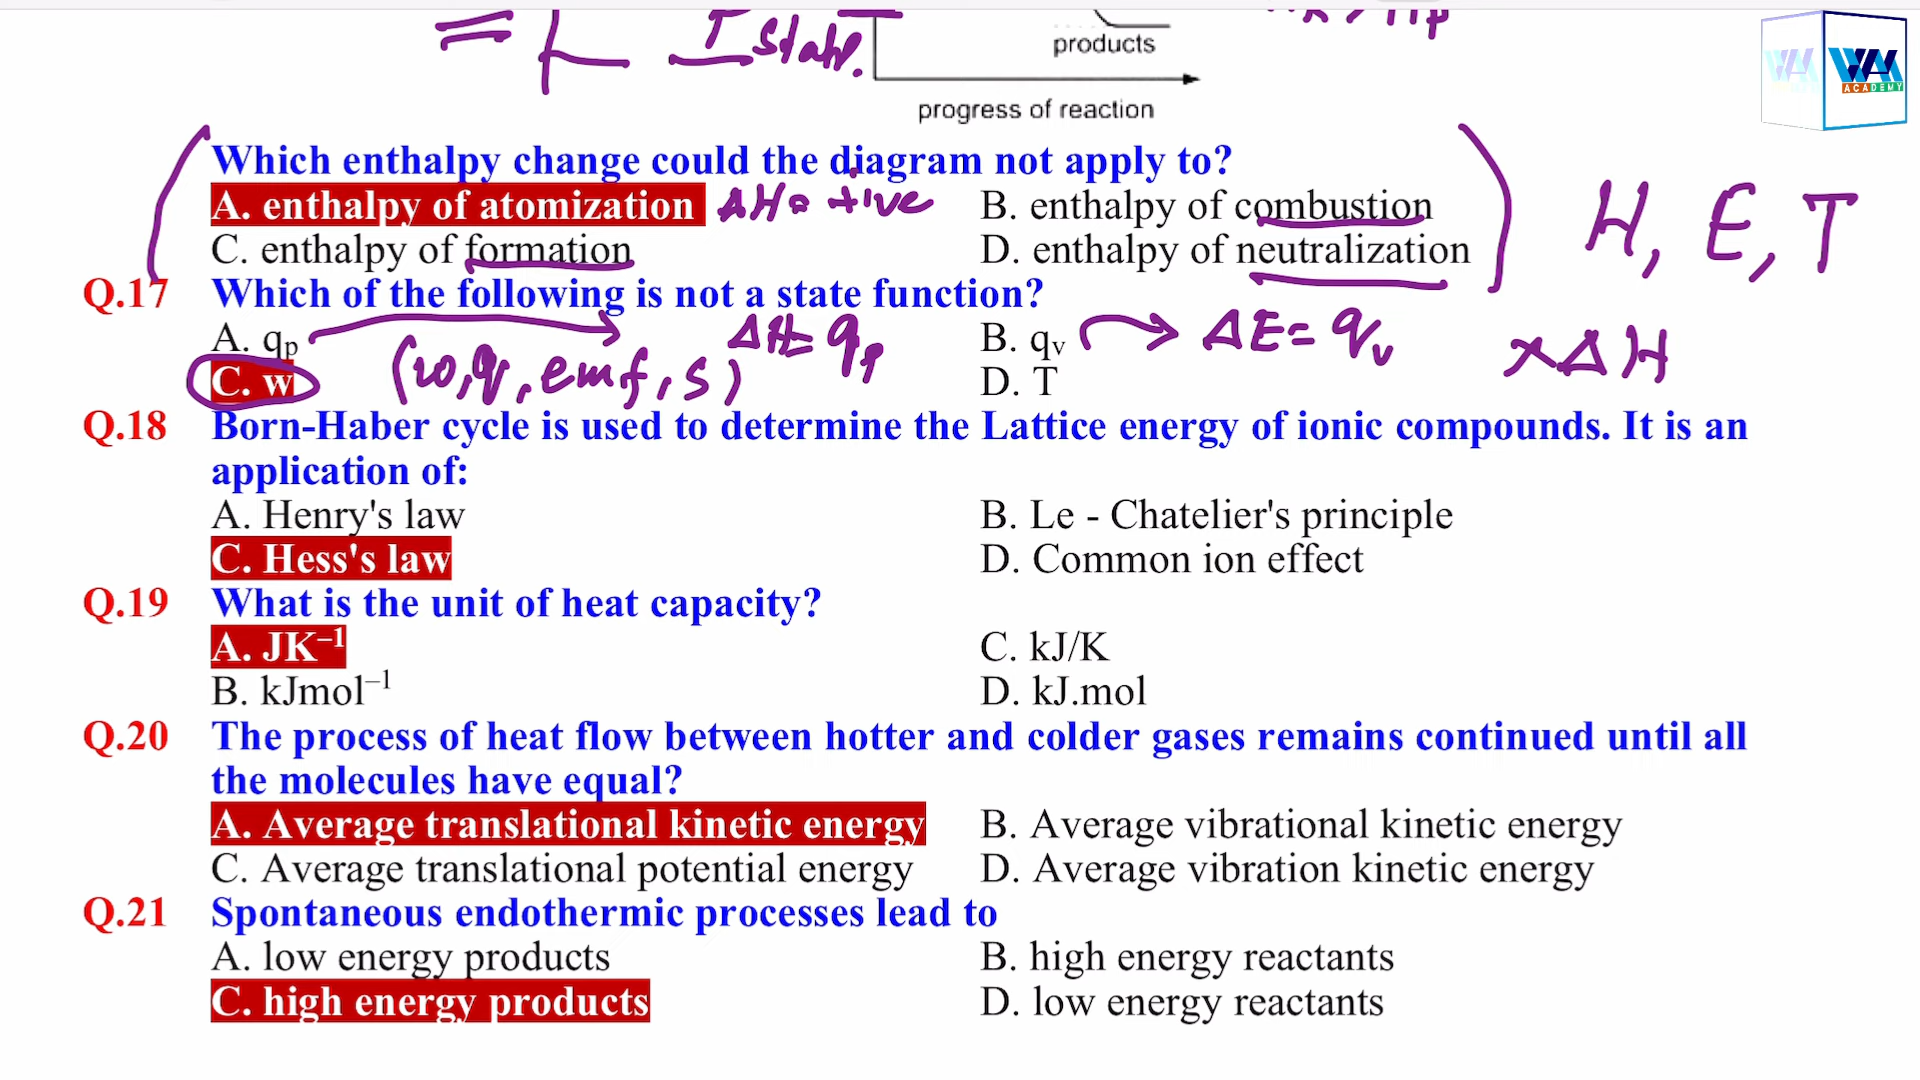 = I State.
products
progress of reaction
Which enthalpy change could the diagram not apply to?
A. enthalpy of atomization ΔH= +ive B. enthalpy of combustion
C. enthalpy of formation D. enthalpy of neutralization
H, E, T
Q.17 Which of the following is not a state function?
A. qp ΔH= qp B. qv ΔE= qv
C. w (w, q, emf, s) D. T ×ΔH
Q.18 Born-Haber cycle is used to determine the Lattice energy of ionic compounds. It is an
application of:
A. Henry's law B. Le - Chatelier's principle
C. Hess's law D. Common ion effect
Q.19 What is the unit of heat capacity?
A. JK⁻¹ C. kJ/K
B. kJmol⁻¹ D. kJ.mol
Q.20 The process of heat flow between hotter and colder gases remains continued until all
the molecules have equal?
A. Average translational kinetic energy B. Average vibrational kinetic energy
C. Average translational potential energy D. Average vibration kinetic energy
Q.21 Spontaneous endothermic processes lead to
A. low energy products B. high energy reactants
C. high energy products D. low energy reactants
ACADEMY